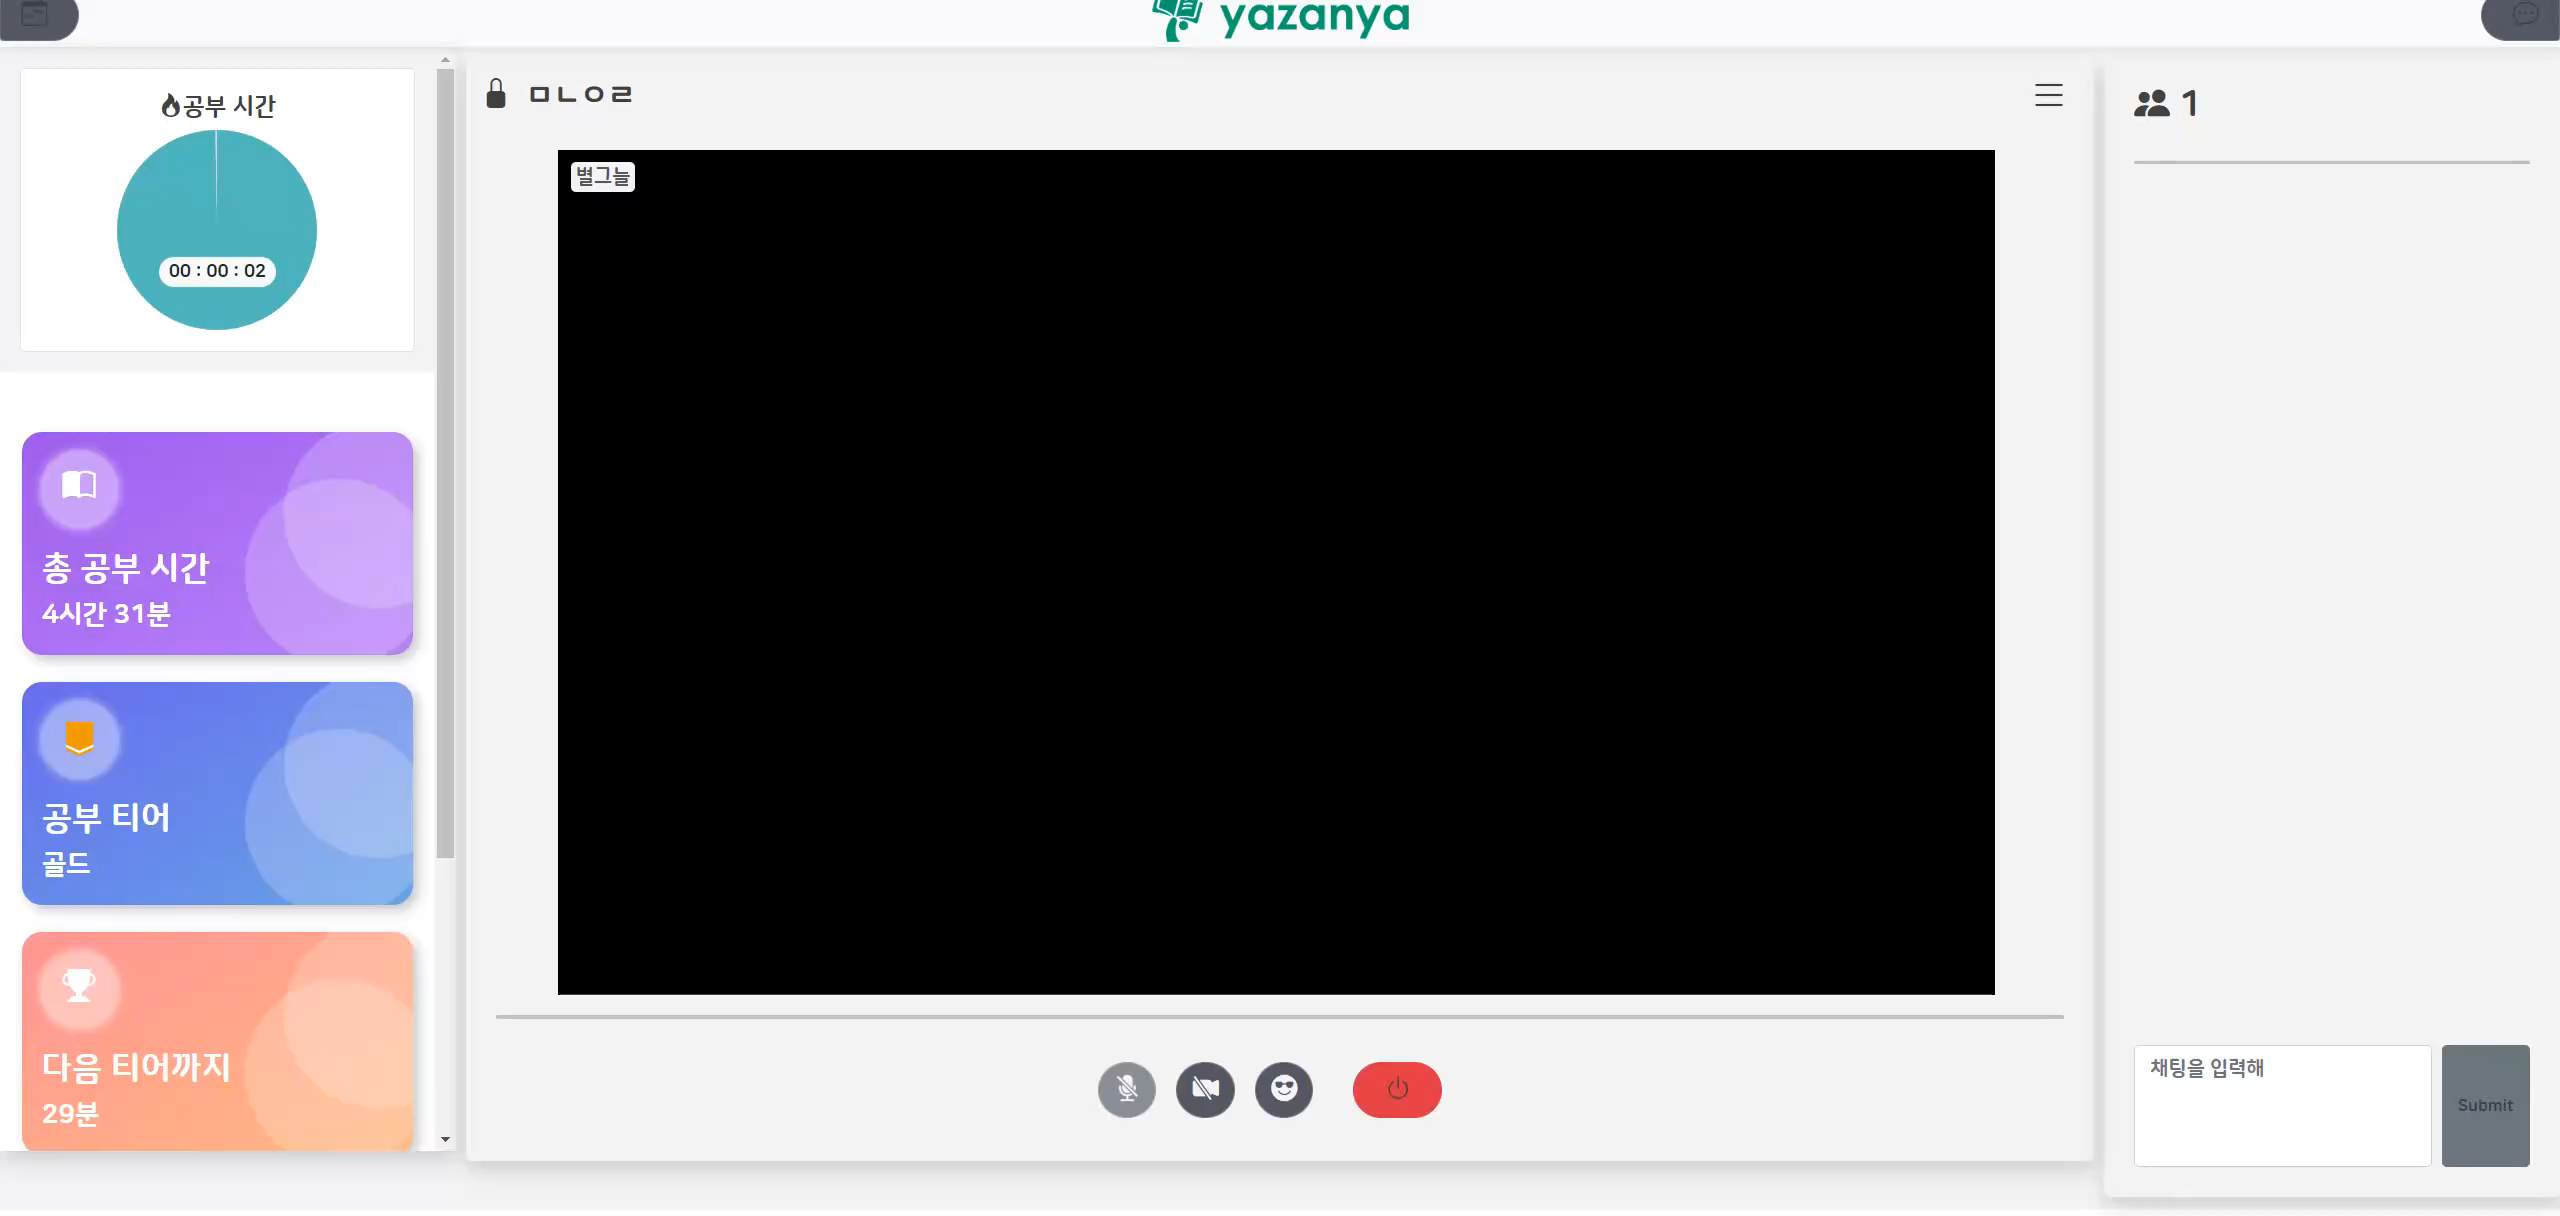 yazanya
공부 시간
00 : 00 : 02
총 공부 시간
4시간 31분
공부 티어
골드
다음 티어까지
29분
ㅁㄴㅇㄹ
별그늘
1
채팅을 입력해
Submit